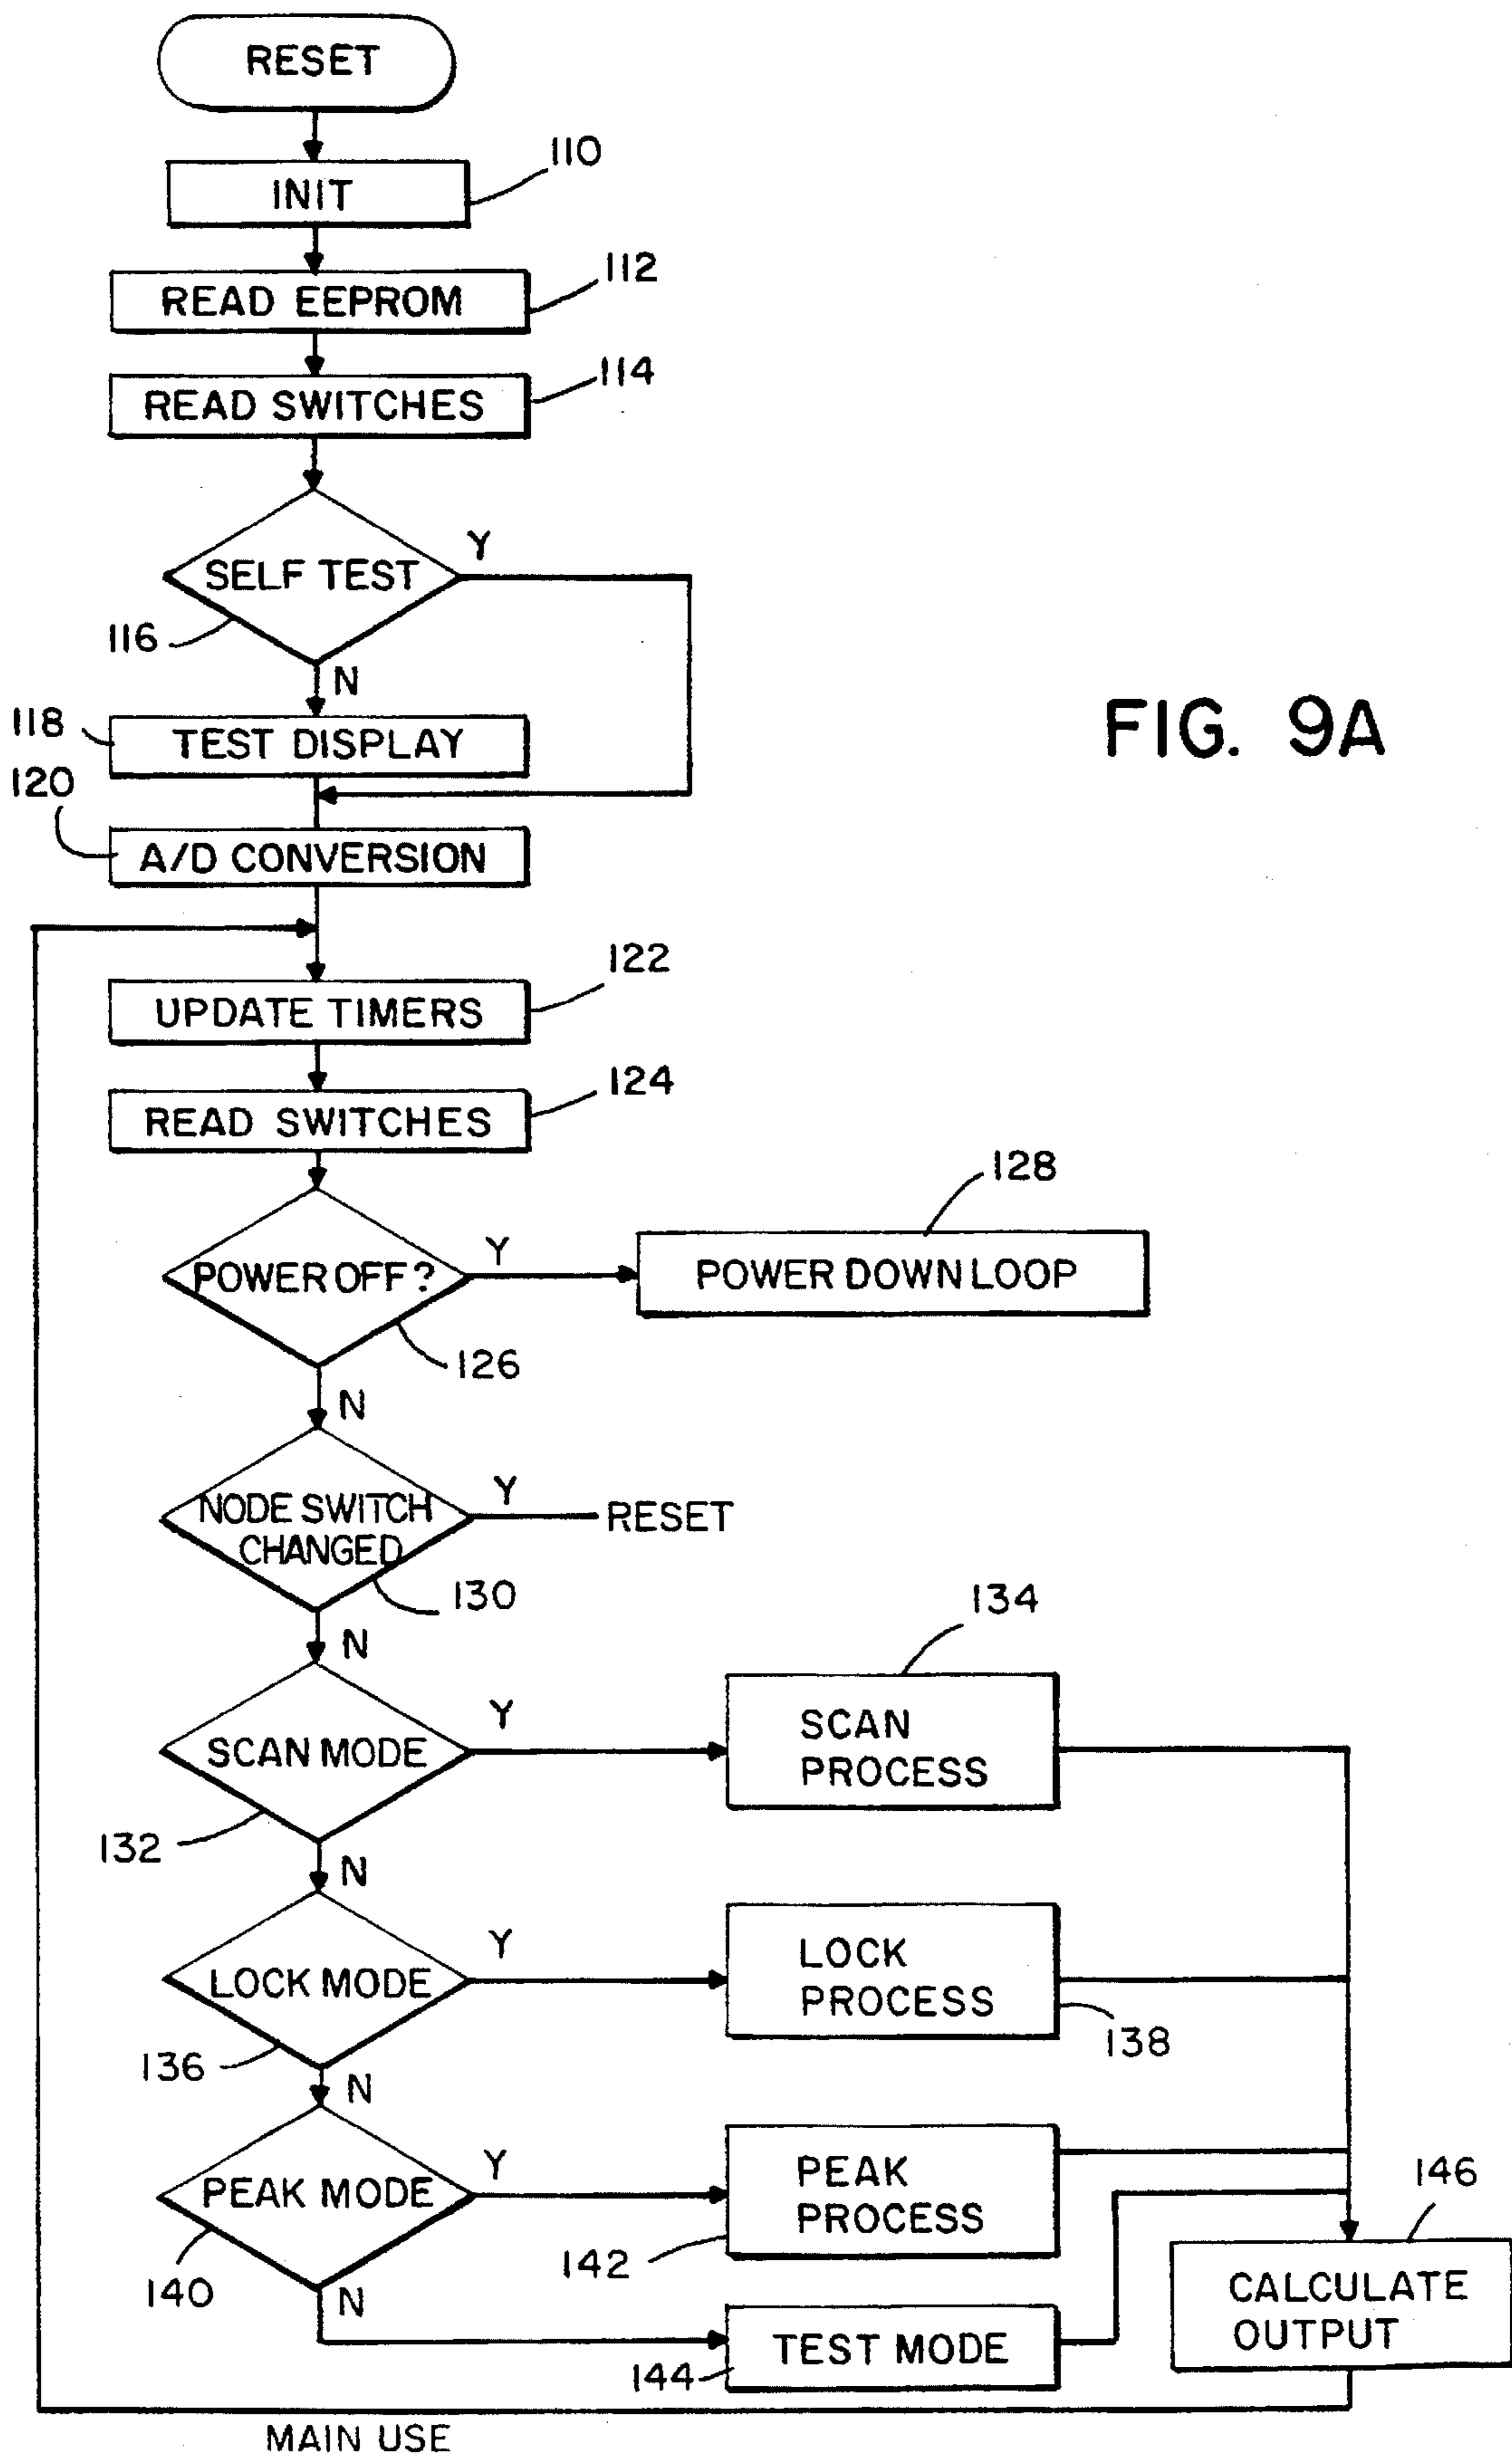 RESET
110
INIT
112
READ EEPROM
114
READ SWITCHES
Y
SELF TEST
116
N
118
TEST DISPLAY
FIG. 9A
120
A/D CONVERSION
122
UPDATE TIMERS
124
READ SWITCHES
128
Y
POWER OFF?
POWER DOWN LOOP
126
N
Y
NODE SWITCH
CHANGED
RESET
130
134
N
Y
SCAN MODE
SCAN
PROCESS
132
N
Y
LOCK MODE
LOCK
PROCESS
138
136
N
Y
PEAK MODE
PEAK
PROCESS
146
142
140
N
CALCULATE
OUTPUT
TEST MODE
144
MAIN USE